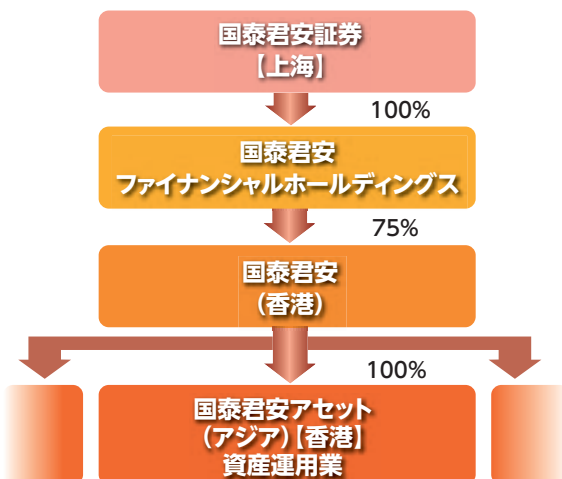 国泰君安証券
【上海】
100%
国泰君安
ファイナンシャルホールディングス
75%
国泰君安
（香港）
100%
国泰君安アセット
（アジア）【香港】
資産運用業